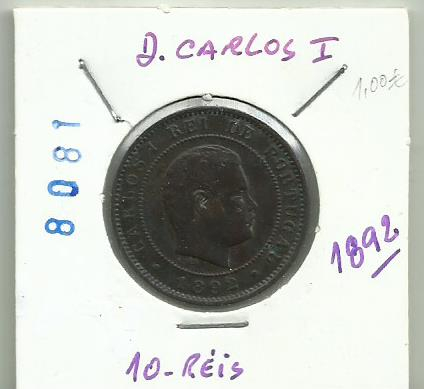 D. CARLOS I
1,00€
8081
CARLOS I REI DE PORTUGAL
1892
1892
10-RÉis